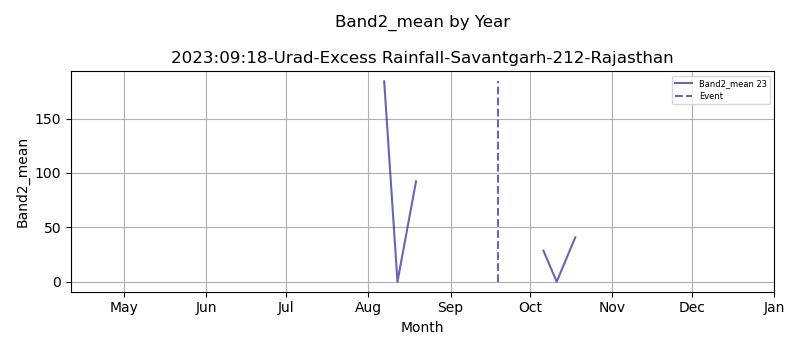 Band2_mean by Year
2023:09:18-Urad-Excess Rainfall-Savantgarh-212-Rajasthan
Band2_mean 23
Event
Band2_mean
150
100
50
0
May Jun Jul Aug Sep Oct Nov Dec Jan
Month